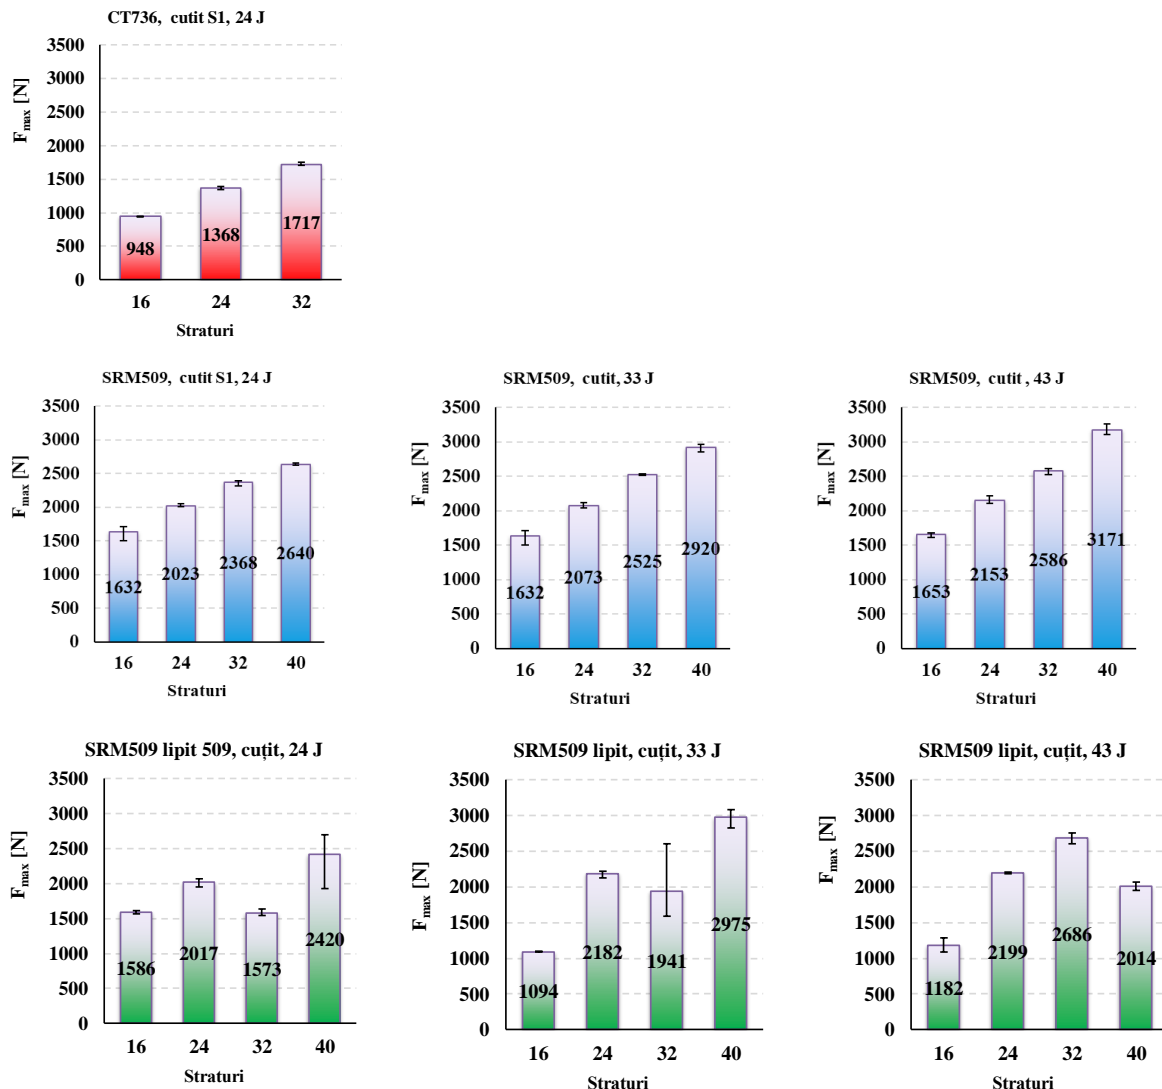 CT736, cutit S1, 24 J
F_max [N]
3500
3000
2500
2000
1500
1000
500
0
948
1368
1717
16 24 32
Straturi
SRM509, cutit S1, 24 J
F_max [N]
3500
3000
2500
2000
1500
1000
500
0
1632
2023
2368
2640
16 24 32 40
Straturi
SRM509, cutit, 33 J
F_max [N]
3500
3000
2500
2000
1500
1000
500
0
1632
2073
2525
2920
16 24 32 40
Straturi
SRM509, cutit , 43 J
F_max [N]
3500
3000
2500
2000
1500
1000
500
0
1653
2153
2586
3171
16 24 32 40
Straturi
SRM509 lipit 509, cuțit, 24 J
F_max [N]
3500
3000
2500
2000
1500
1000
500
0
1586
2017
1573
2420
16 24 32 40
Straturi
SRM509 lipit, cuțit, 33 J
F_max [N]
3500
3000
2500
2000
1500
1000
500
0
1094
2182
1941
2975
16 24 32 40
Straturi
SRM509 lipit, cuțit, 43 J
F_max [N]
3500
3000
2500
2000
1500
1000
500
0
1182
2199
2686
2014
16 24 32 40
Straturi